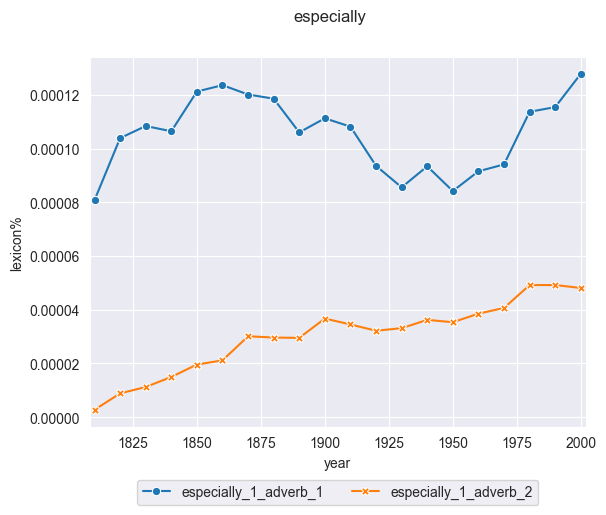 especially
0.00012
0.00010
0.00008
0.00006
0.00004
0.00002
0.00000
lexicon%
1825 1850 1875 1900 1925 1950 1975 2000
year
especially_1_adverb_1 especially_1_adverb_2